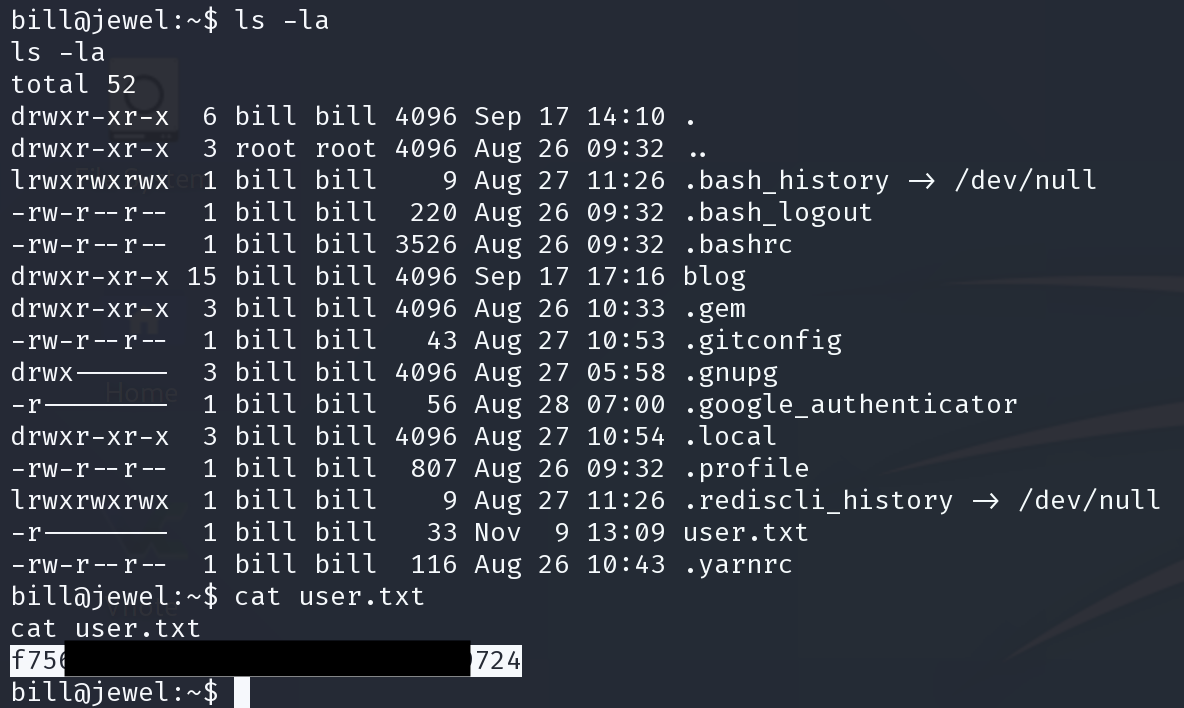 bill@jewel:~$ ls -la
ls -la
total 52
drwxr-xr-x  6 bill bill 4096 Sep 17 14:10 .
drwxr-xr-x  3 root root 4096 Aug 26 09:32 ..
lrwxrwxrwx  1 bill bill    9 Aug 27 11:26 .bash_history -> /dev/null
-rw-r--r--  1 bill bill  220 Aug 26 09:32 .bash_logout
-rw-r--r--  1 bill bill 3526 Aug 26 09:32 .bashrc
drwxr-xr-x 15 bill bill 4096 Sep 17 17:16 blog
drwxr-xr-x  3 bill bill 4096 Aug 26 10:33 .gem
-rw-r--r--  1 bill bill   43 Aug 27 10:53 .gitconfig
drwx------  3 bill bill 4096 Aug 27 05:58 .gnupg
-r--------  1 bill bill   56 Aug 28 07:00 .google_authenticator
drwxr-xr-x  3 bill bill 4096 Aug 27 10:54 .local
-rw-r--r--  1 bill bill  807 Aug 26 09:32 .profile
lrwxrwxrwx  1 bill bill    9 Aug 27 11:26 .rediscli_history -> /dev/null
-r--------  1 bill bill   33 Nov  9 13:09 user.txt
-rw-r--r--  1 bill bill  116 Aug 26 10:43 .yarnrc
bill@jewel:~$ cat user.txt
cat user.txt
f756 724
bill@jewel:~$
Home